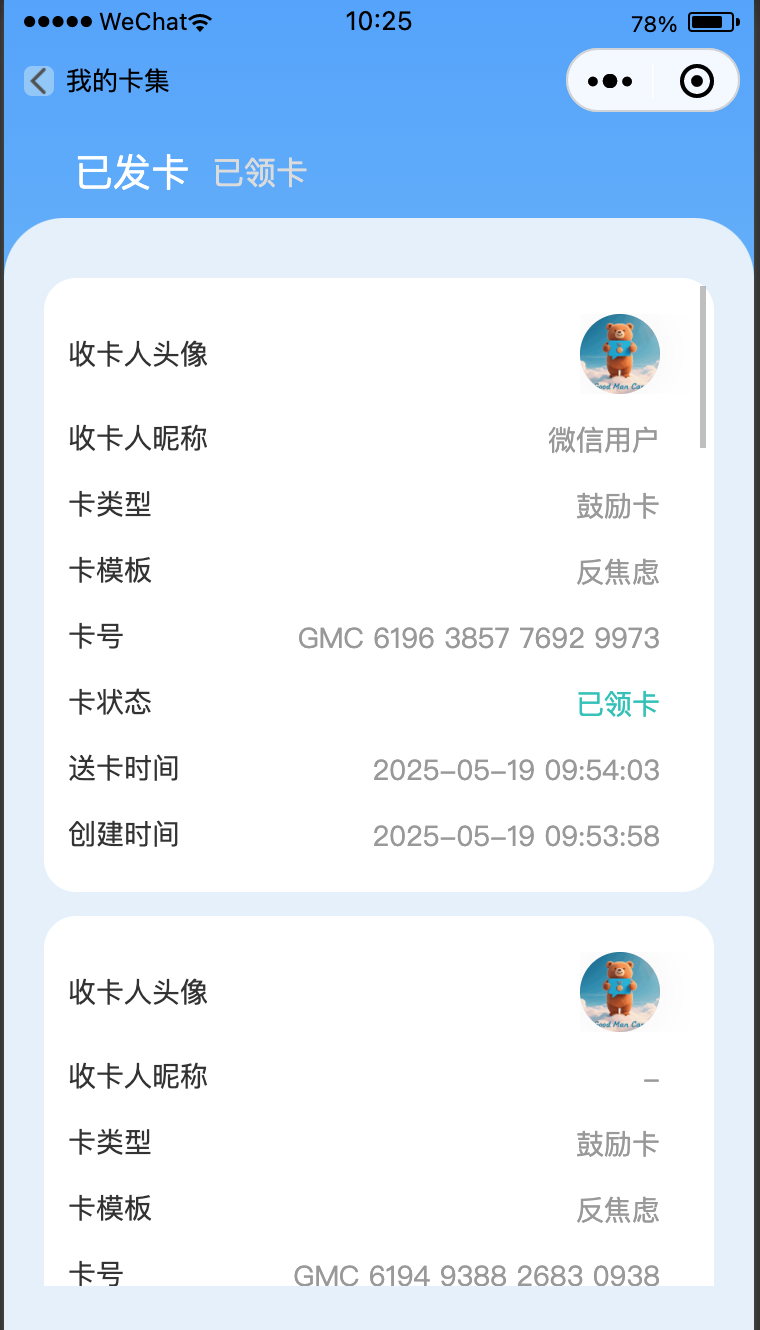 ●●●●● WeChat 10:25 78%
我的卡集
已发卡 已领卡
收卡人头像
Good Man Car
收卡人昵称 微信用户
卡类型 鼓励卡
卡模板 反焦虑
卡号 GMC 6196 3857 7692 9973
卡状态 已领卡
送卡时间 2025-05-19 09:54:03
创建时间 2025-05-19 09:53:58
收卡人头像
Good Man Car
收卡人昵称 -
卡类型 鼓励卡
卡模板 反焦虑
卡号 GMC 6194 9388 2683 0938